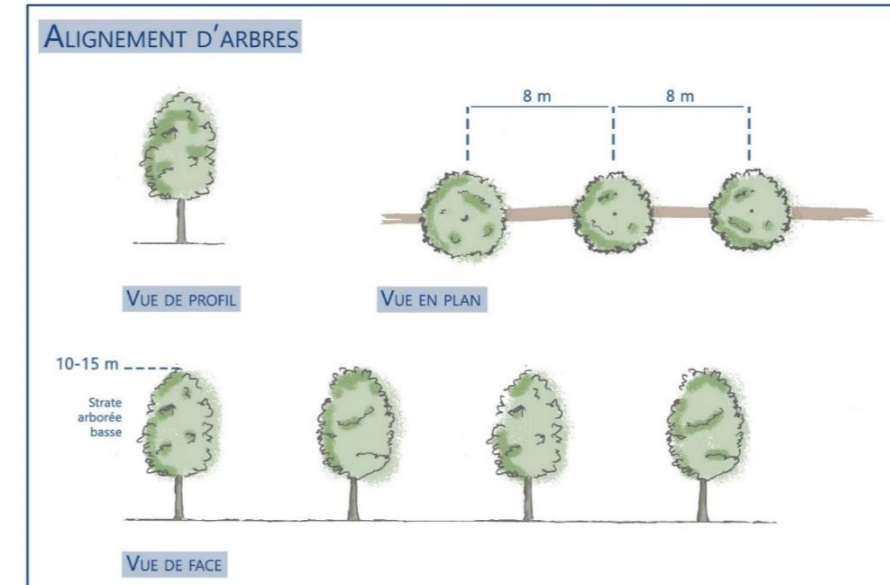 ALIGNEMENT D'ARBRES
8 m
8 m
VUE DE PROFIL
VUE EN PLAN
10-15 m
Strate
arborée
basse
VUE DE FACE